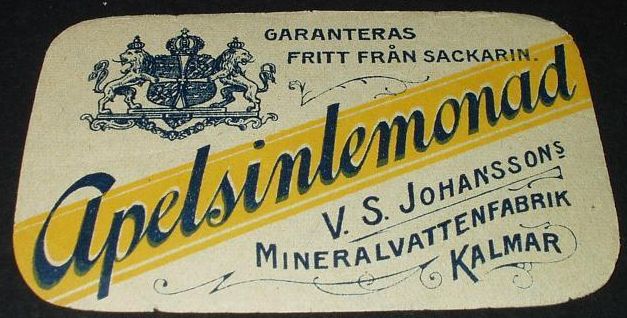 GARANTERAS
FRITT FRÅN SACKARIN.
Apelsinlemonad
V. S. JOHANSSONS
MINERALVATTENFABRIK
KALMAR